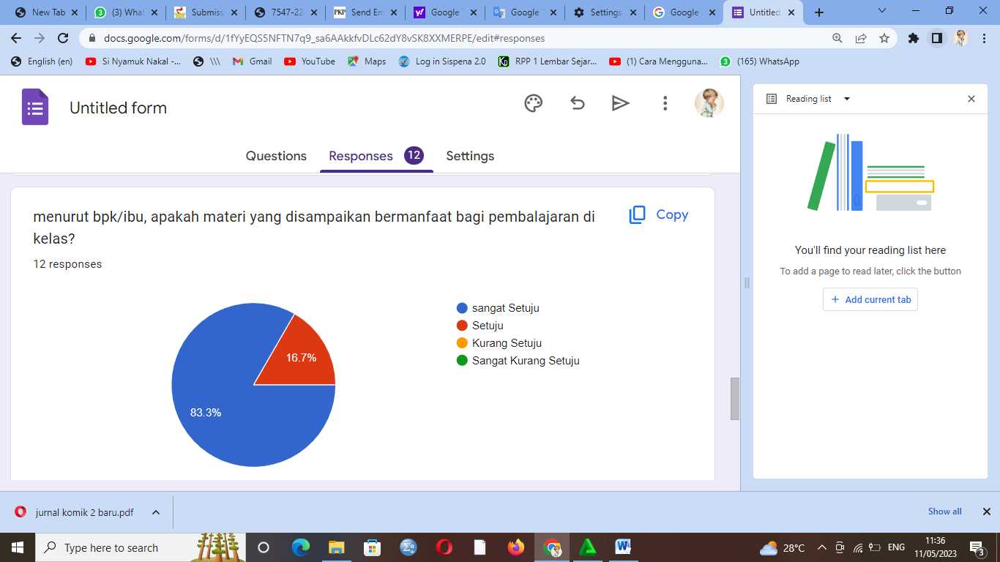 New Tab
(3) What
Submiss
7547-22
PKP Send Em
Google T
Google T
Settings
Google
Untitled
docs.google.com/forms/d/1fYyEQS5NFTN7q9_sa6AAkkfvDLc62dY8vSK8XXMERPE/edit#responses
English (en)
Si Nyamuk Nakal -...
\\\
Gmail
YouTube
Maps
Log in Sispena 2.0
RPP 1 Lembar Sejar...
(1) Cara Mengguna...
(165) WhatsApp
Untitled form
Questions
Responses 12
Settings
menurut bpk/ibu, apakah materi yang disampaikan bermanfaat bagi pembalajaran di
kelas?
12 responses
Copy
16.7%
83.3%
sangat Setuju
Setuju
Kurang Setuju
Sangat Kurang Setuju
Reading list
You'll find your reading list here
To add a page to read later, click the button
+ Add current tab
jurnal komik 2 baru.pdf
Show all
Type here to search
28°C
ENG
11:36
11/05/2023
3